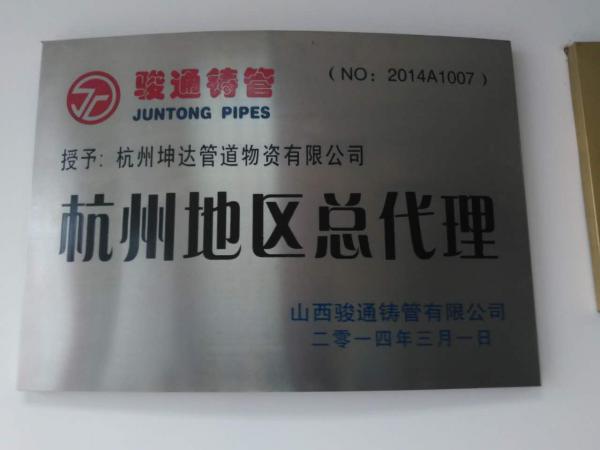 骏通铸管
JUNTONG PIPES
（NO：2014A1007）
授予：杭州坤达管道物资有限公司
杭州地区总代理
山西骏通铸管有限公司
二零一四年三月一日